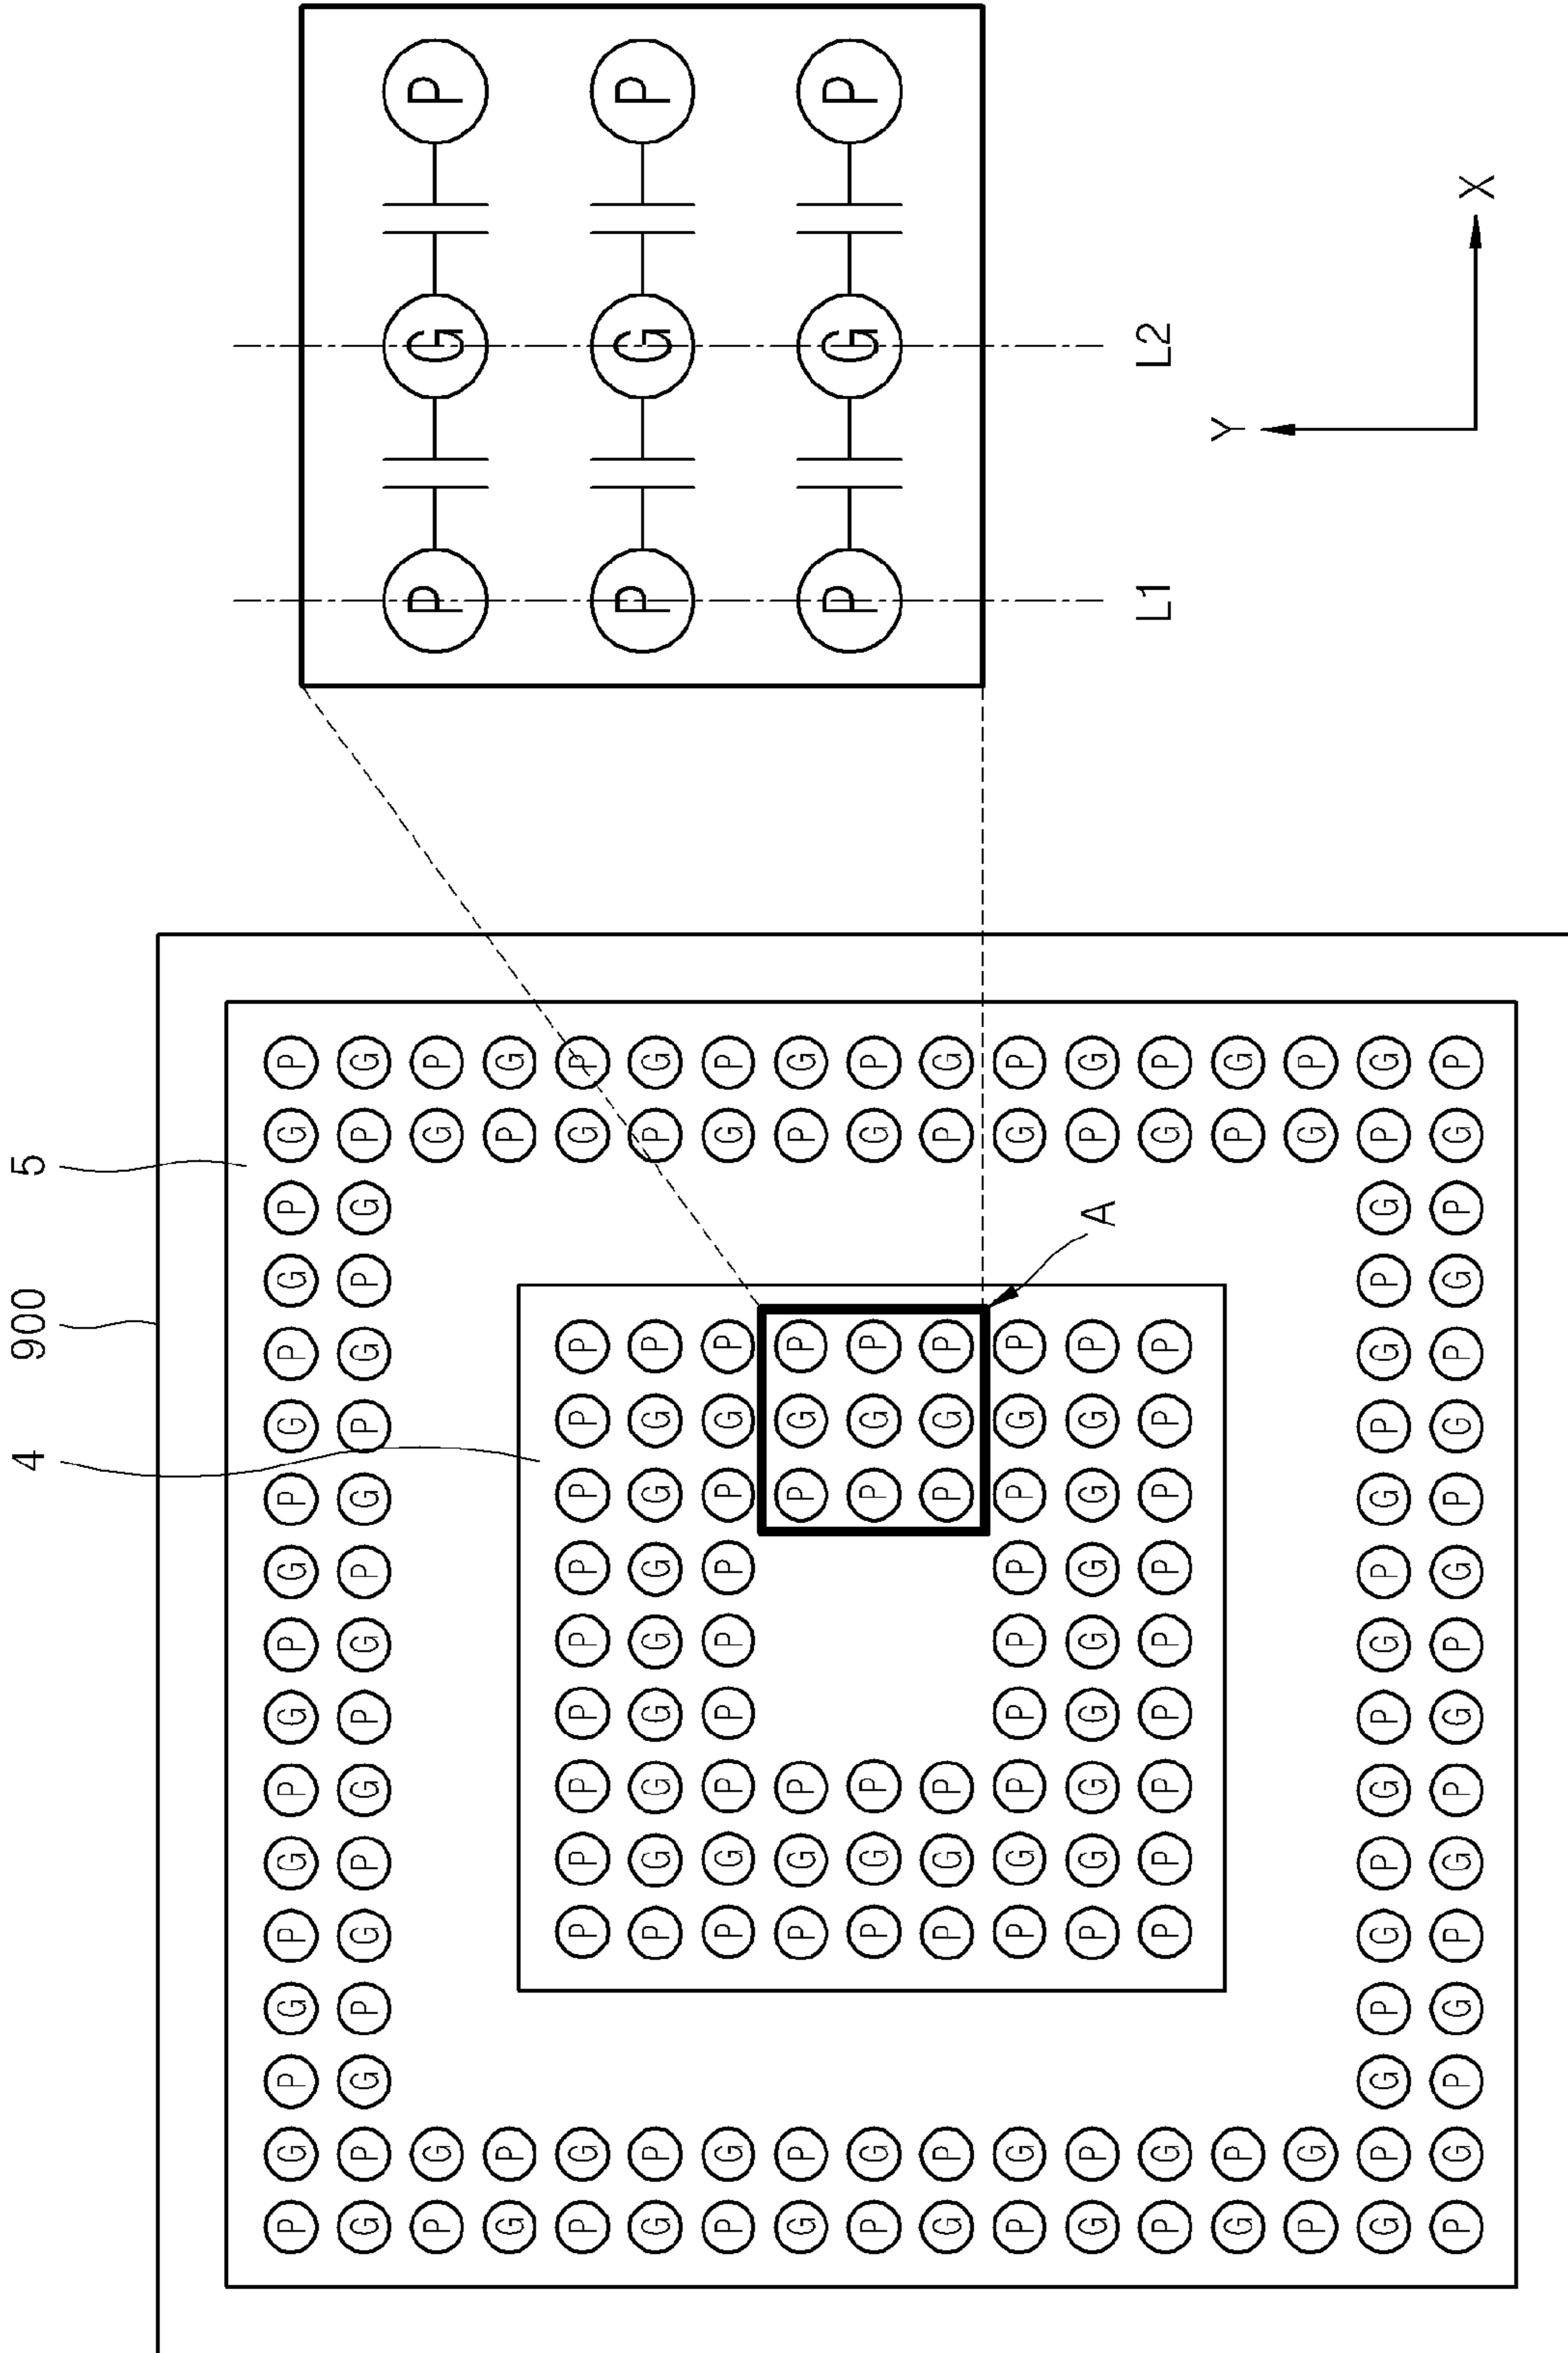 4 900 5
P G P G P G P G P G P G P G P G P
G P G P G P G P G P G P G P G P G
P G G P
G P P G
P G P P P P P P P P P G P
G P P G G G G G G G P P G
P G P G P P P P P G P G P
G P P G P P G P P G
P G P G P P G P G P
G P P G P P G P P G
P G P G P P P P P G P G P
G P P G G G G G G G P P G
P G P P P P P P P P P G P
G P P G
P G G P
G P G P G P G P G P G P G P G P G
P G P G P G P G P G P G P G P G P
A
P G P
P G P
P G P
L1 L2
Y
X